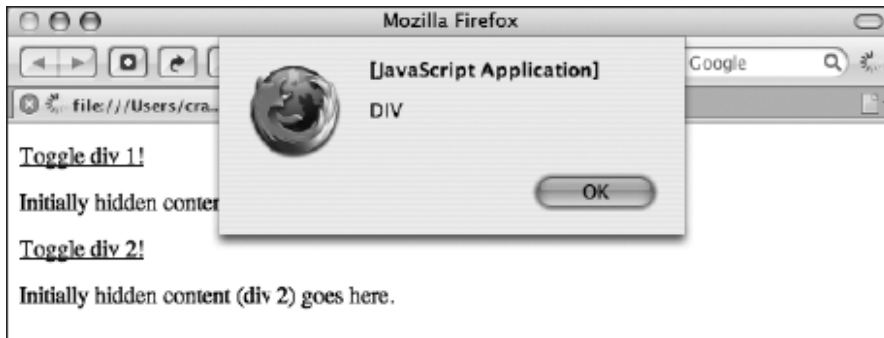 Mozilla Firefox
Google
file:///Users/cra...
[JavaScript Application]
DIV
OK
Toggle div 1!
Initially hidden conter
Toggle div 2!
Initially hidden content (div 2) goes here.